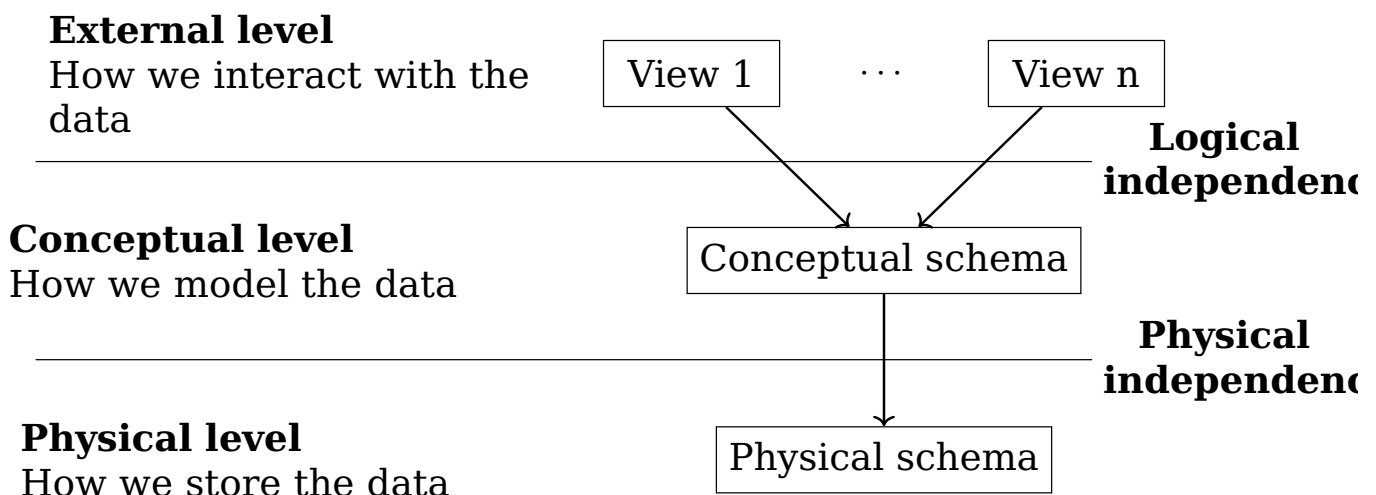 External level
How we interact with the
data
View 1
· · ·
View n
Logical
independenc
Conceptual level
How we model the data
Conceptual schema
Physical
independenc
Physical level
How we store the data
Physical schema